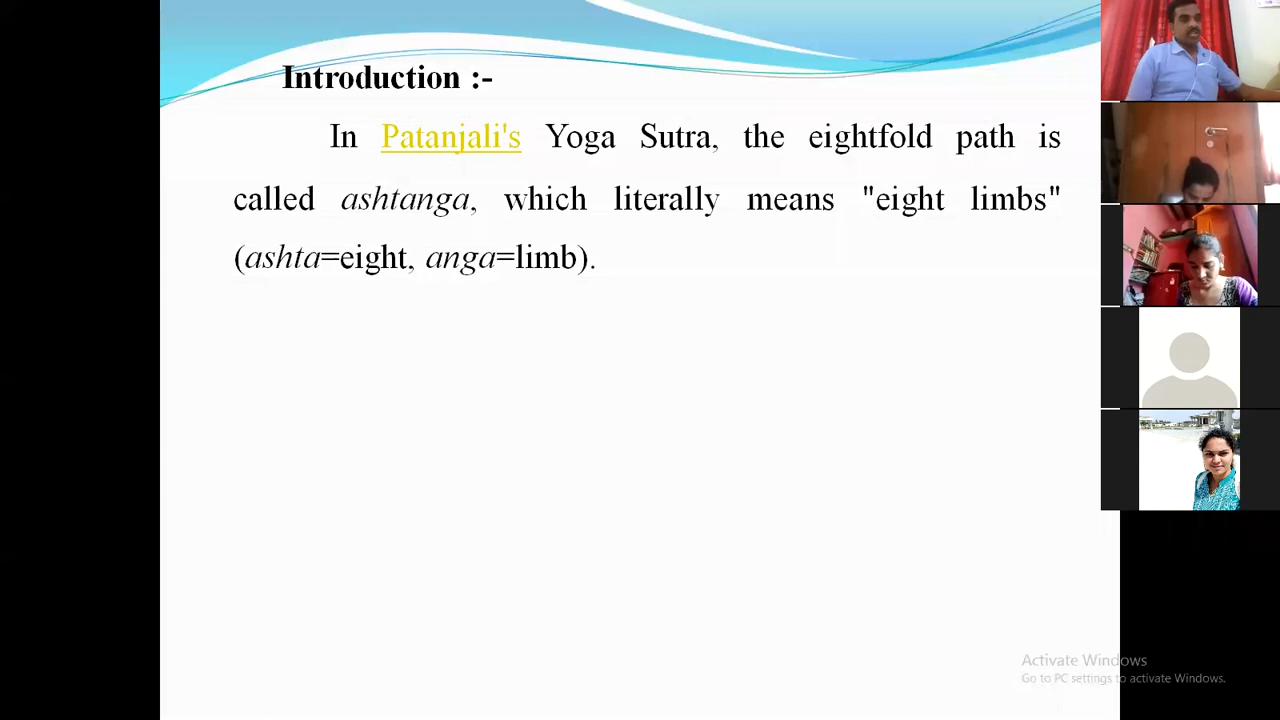 Introduction :-
In Patanjali's Yoga Sutra, the eightfold path is
called ashtanga, which literally means "eight limbs"
(ashta=eight, anga=limb).
Activate Windows
Go to PC settings to activate Windows.